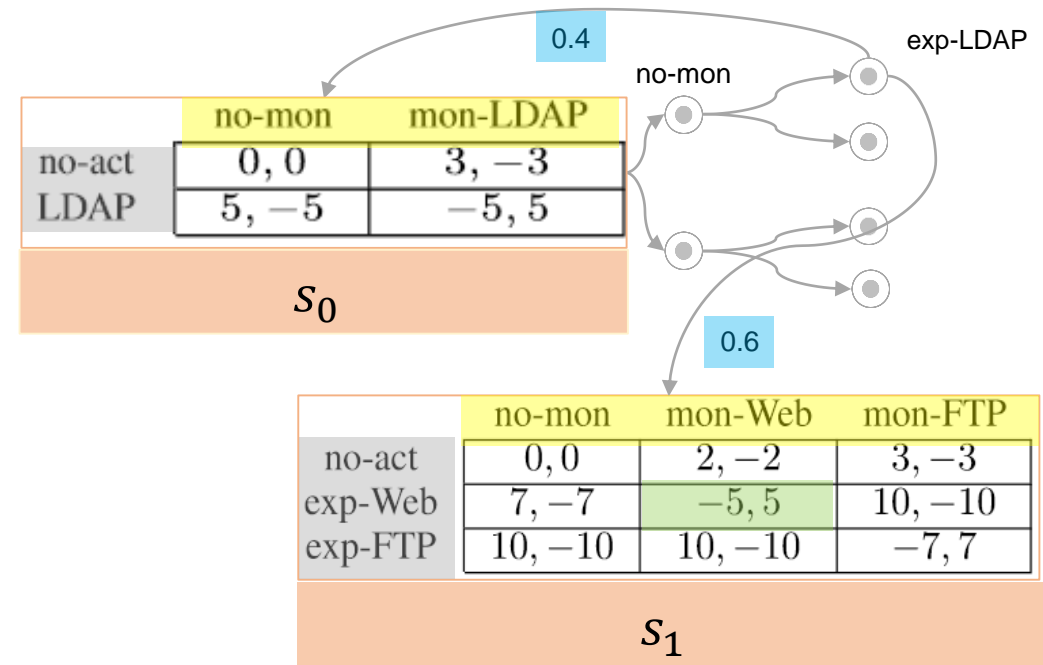 0.4
exp-LDAP
no-mon
no-mon mon-LDAP
no-act 0, 0 3, −3
LDAP 5, −5 −5, 5
s0
0.6
no-mon mon-Web mon-FTP
no-act 0, 0 2, −2 3, −3
exp-Web 7, −7 −5, 5 10, −10
exp-FTP 10, −10 10, −10 −7, 7
s1